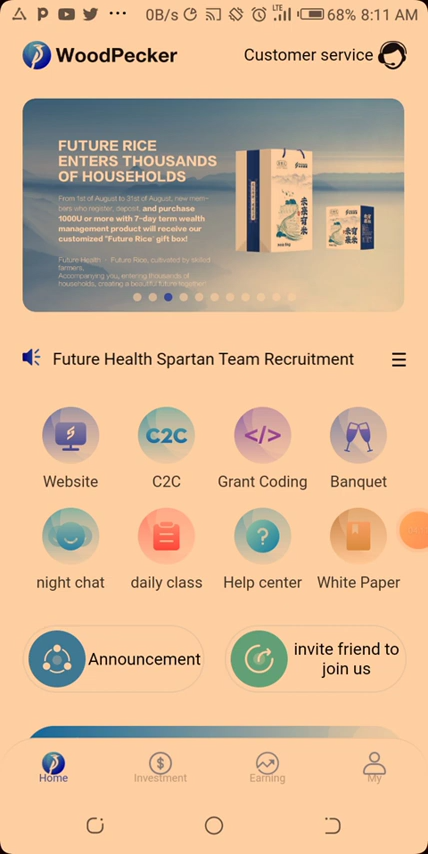 0B/s LTE 68% 8:11 AM
WoodPecker
Customer service
FUTURE RICE
ENTERS THOUSANDS
OF HOUSEHOLDS
From 1st of August to 31st of August, new mem-
bers who register, deposit, and purchase
1000U or more with 7-day term wealth
management product will receive our
customized "Future Rice" gift box!
Future Health · Future Rice, cultivated by skilled
farmers,
Accompanying you, entering thousands of
households, creating a beautiful future together!
未来有米
Future Health Spartan Team Recruitment
Website
C2C
C2C
</>
Grant Coding
Banquet
night chat
daily class
?
Help center
White Paper
Announcement
invite friend to
join us
Home
$
Investment
Earning
My